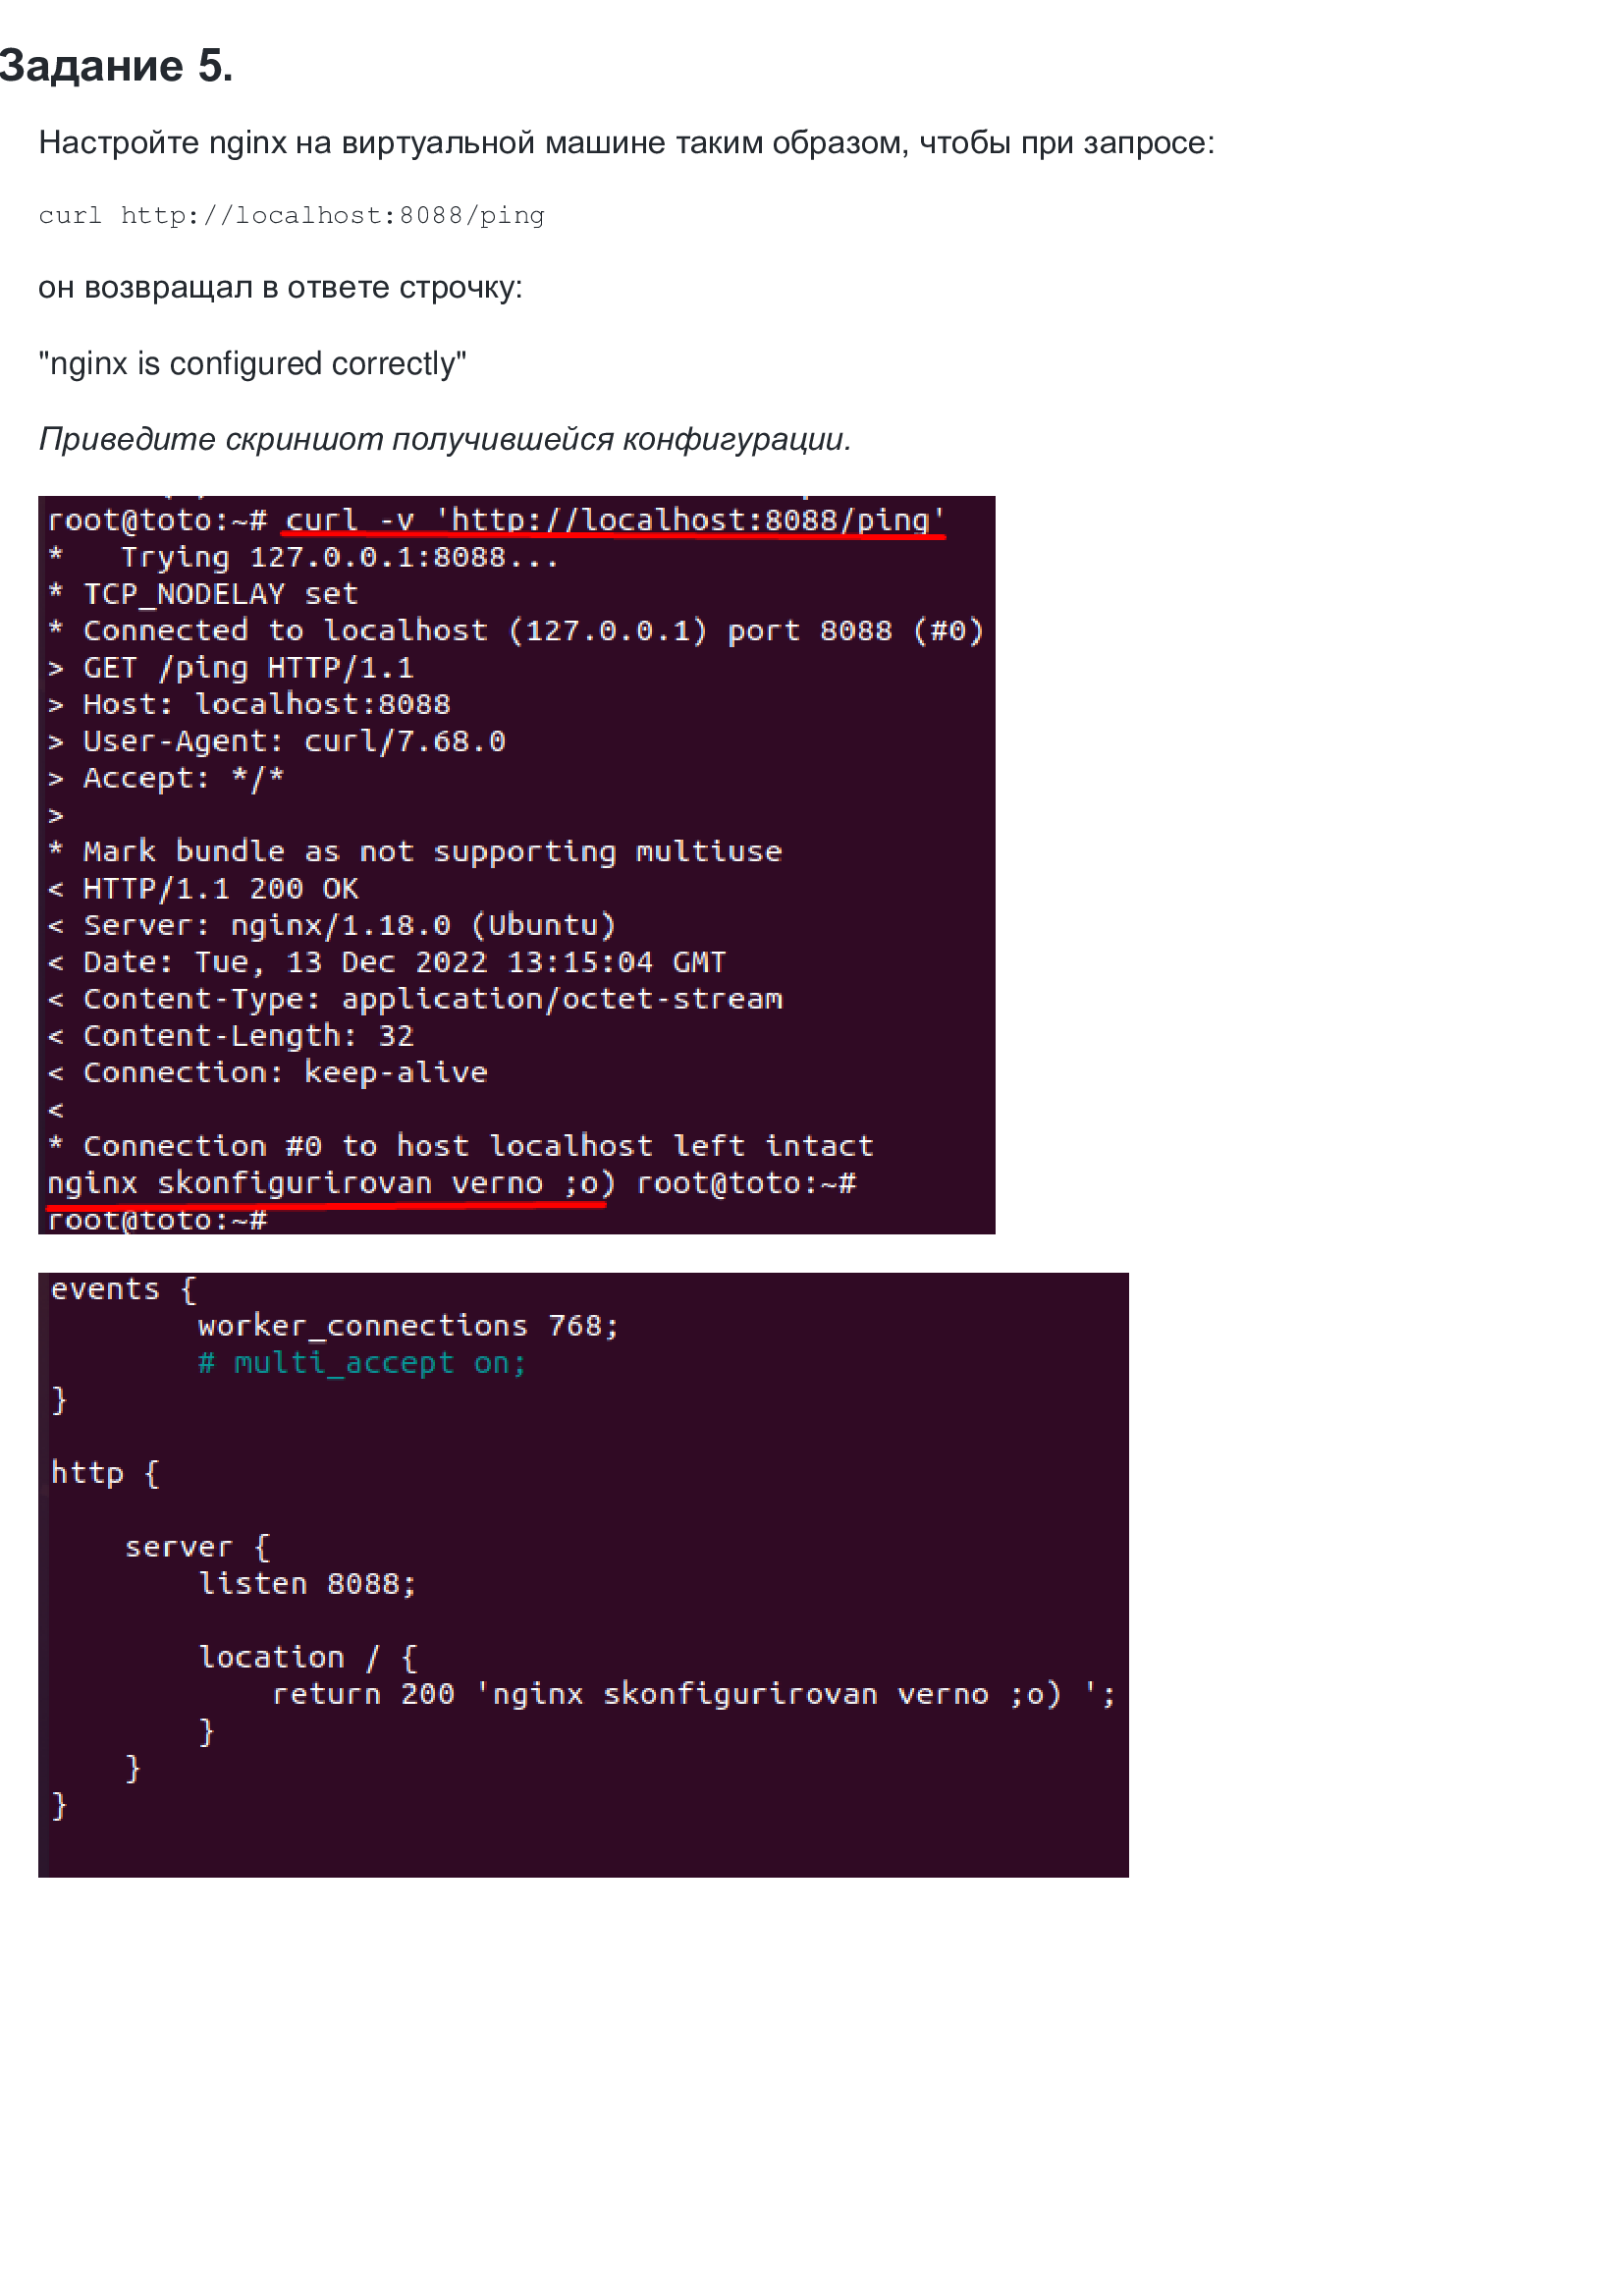 Задание 5.
Настройте nginx на виртуальной машине таким образом, чтобы при запросе:
curl http://localhost:8088/ping
он возвращал в ответе строчку:
"nginx is configured correctly"
Приведите скриншот получившейся конфигурации.
root@toto:~# curl -v 'http://localhost:8088/ping'
*   Trying 127.0.0.1:8088...
* TCP_NODELAY set
* Connected to localhost (127.0.0.1) port 8088 (#0)
> GET /ping HTTP/1.1
> Host: localhost:8088
> User-Agent: curl/7.68.0
> Accept: */*
>
* Mark bundle as not supporting multiuse
< HTTP/1.1 200 OK
< Server: nginx/1.18.0 (Ubuntu)
< Date: Tue, 13 Dec 2022 13:15:04 GMT
< Content-Type: application/octet-stream
< Content-Length: 32
< Connection: keep-alive
<
* Connection #0 to host localhost left intact
nginx skonfigurirovan verno ;o) root@toto:~#
root@toto:~#
events {
        worker_connections 768;
        # multi_accept on;
}
http {
    server {
        listen 8088;
        location / {
            return 200 'nginx skonfigurirovan verno ;o) ';
        }
    }
}